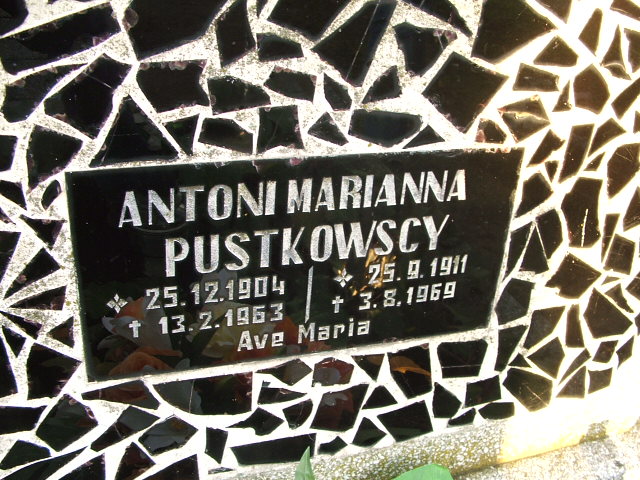 ANTONI MARIANNA
PUSTKOWSCY
25.12.1904 25.9.1911
† 13.2.1963 † 3.8.1969
Ave Maria